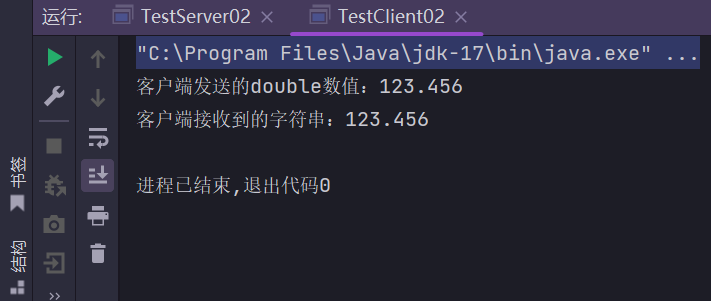 运行: TestServer02 × TestClient02 ×
"C:\Program Files\Java\jdk-17\bin\java.exe" ...
客户端发送的double数值：123.456
客户端接收到的字符串：123.456
进程已结束,退出代码0
书签
结构